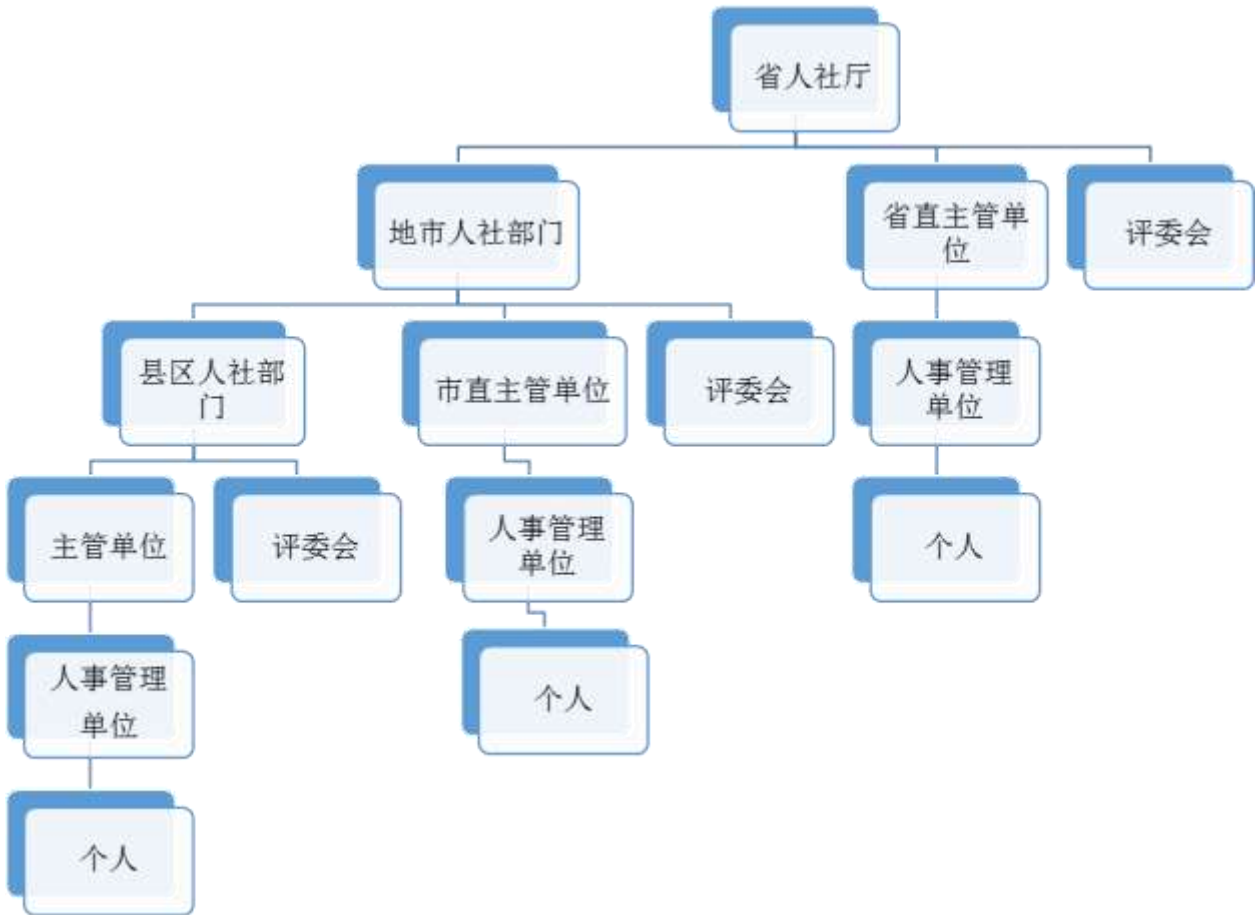 省人社厅
地市人社部门
省直主管单
位
评委会
县区人社部
门
市直主管单位
评委会
人事管理
单位
主管单位
评委会
人事管理
单位
个人
人事管理
单位
个人
个人